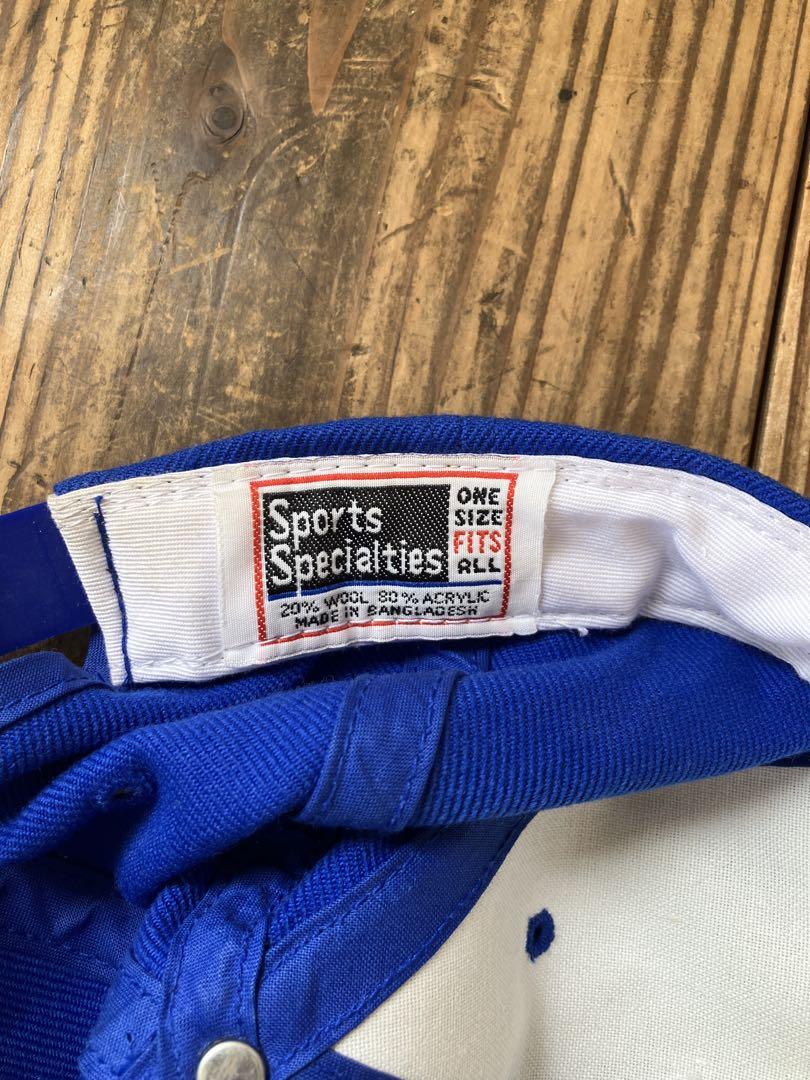 Sports
Specialties
ONE
SIZE
FITS
ALL
20% WOOL 80% ACRYLIC
MADE IN BANGLADESH